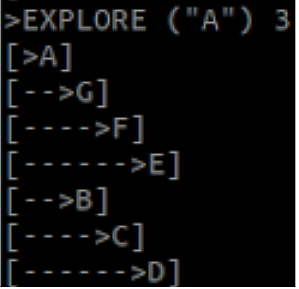 >EXPLORE ("A") 3
[>A]
[-->G]
[---->F]
[------>E]
[-->B]
[---->C]
[------>D]